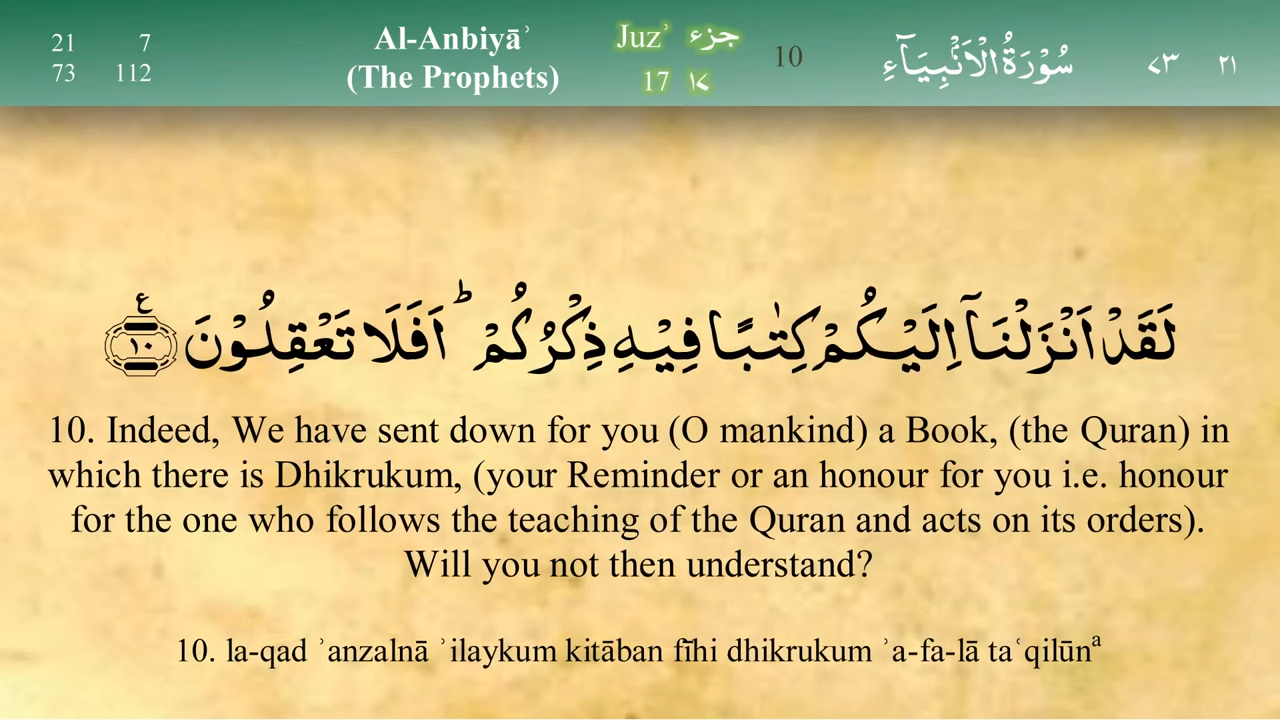 21 7
73 112
Al-Anbiyāʾ
(The Prophets)
Juzʾ جزء
17 ١٧
10
سُوْرَةُ الْاَنْۢبِيَآءِ
٧٣ ٢١
لَقَدْ اَنْزَلْنَاۤ اِلَيْكُمْ كِتٰبًا فِيْهِ ذِكْرُكُمْ ؕ اَفَلَا تَعْقِلُوْنَ ۧ ١٠
10. Indeed, We have sent down for you (O mankind) a Book, (the Quran) in
which there is Dhikrukum, (your Reminder or an honour for you i.e. honour
for the one who follows the teaching of the Quran and acts on its orders).
Will you not then understand?
10. la-qad ʾanzalnā ʾilaykum kitāban fīhi dhikrukum ʾa-fa-lā taʿqilūnᵃ